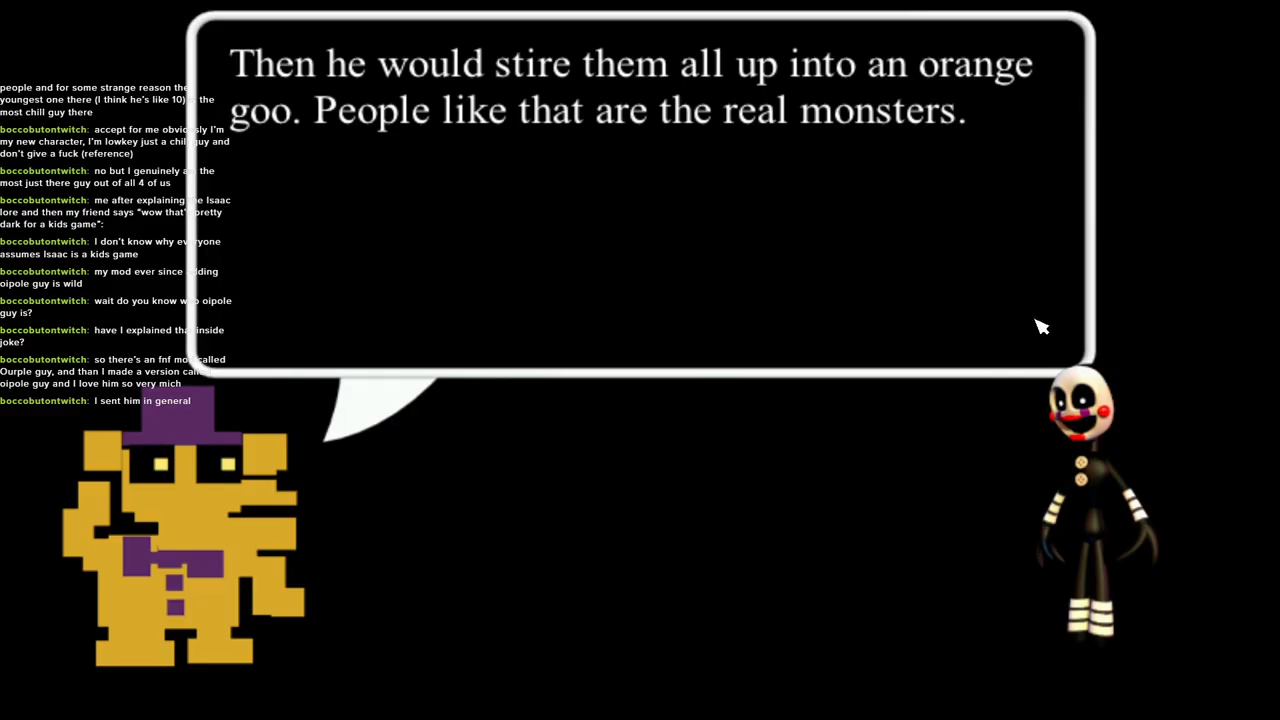 Then he would stire them all up into an orange
goo. People like that are the real monsters.
people and for some strange reason the
youngest one there (I think he's like 10) the
most chill guy there
boccobutontwitch: accept for me obviously I'm
my new character, I'm lowkey just a chill guy and
don't give a fuck (reference)
boccobutontwitch: no but I genuinely the
most just there guy out of all 4 of us
boccobutontwitch: me after explaining Isaac
lore and then my friend says "wow that pretty
dark for a kids game":
boccobutontwitch: I don't know why everyone
assumes Isaac is a kids game
boccobutontwitch: my mod ever since adding
oipole guy is wild
boccobutontwitch: wait do you know who oipole
guy is?
boccobutontwitch: have I explained that inside
joke?
boccobutontwitch: so there's an fnf mod called
Ourple guy, and than I made a version
oipole guy and I love him so very mich
boccobutontwitch: I sent him in general